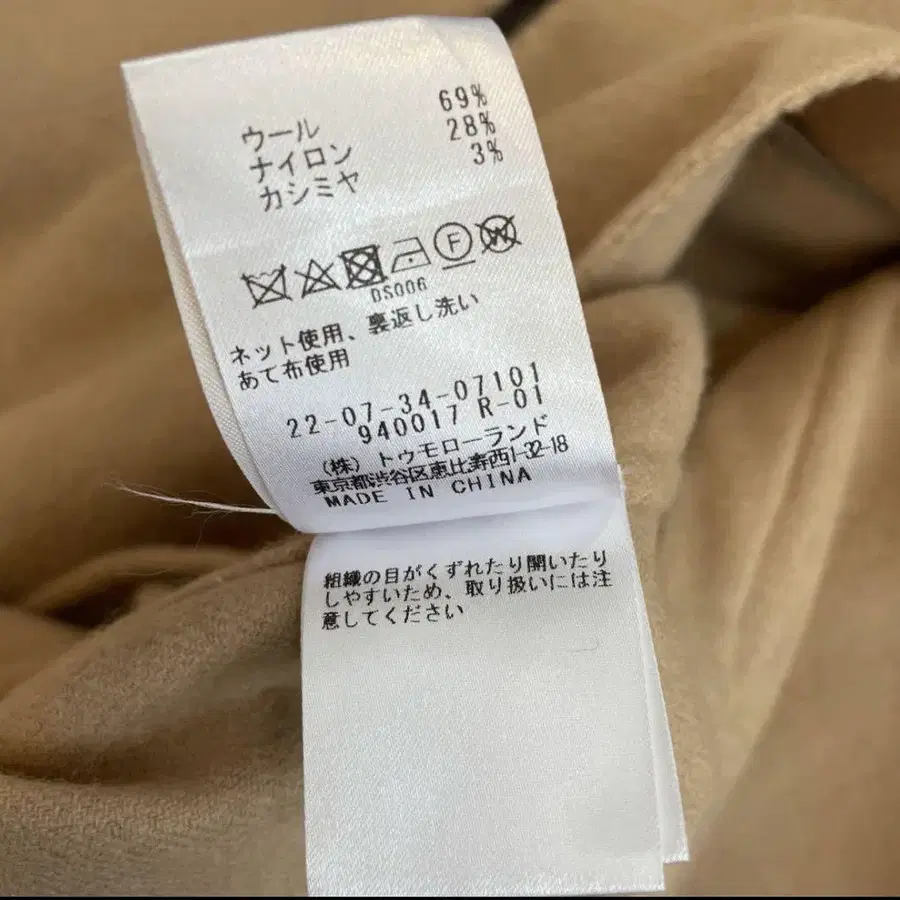 ウール 69%
ナイロン 28%
カシミヤ 3%
F W
DS006
ネット使用、裏返し洗い
あて布使用
22-07-34-07101
940017 R-01
(株) トゥモローランド
東京都渋谷区恵比寿西1-32-18
MADE IN CHINA
組織の目がくずれたり開いたり
しやすいため、取り扱いには注
意してください